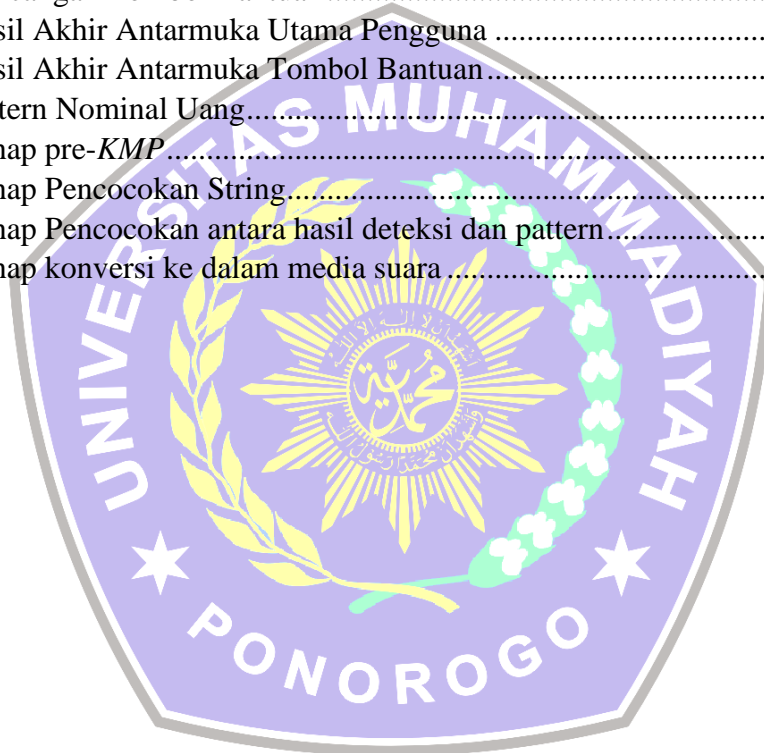 sil Akhir Antarmuka Utama Pengguna ..................................
sil Akhir Antarmuka Tombol Bantuan...................................
tern Nominal Uang.................................................................
nap pre-KMP...........................................................................
nap Pencocokan String............................................................
nap Pencocokan antara hasil deteksi dan pattern....................
nap konversi ke dalam media suara ........................................
UNIVERSITAS MUHAMMADIYAH
PONOROGO
محمد